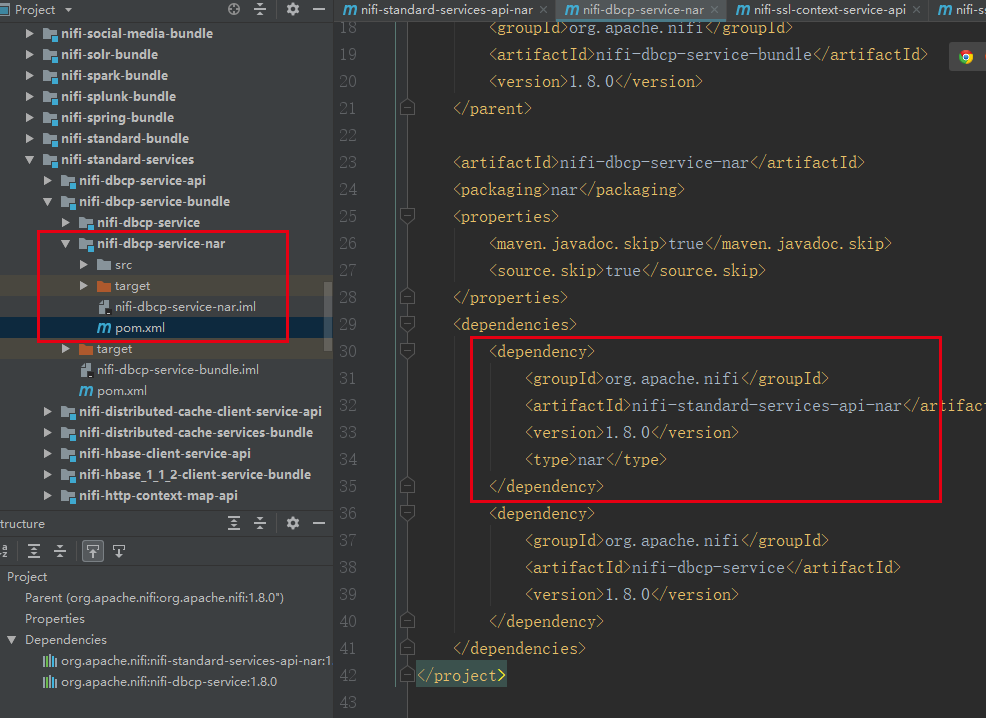 Project
nifi-social-media-bundle
nifi-solr-bundle
nifi-spark-bundle
nifi-splunk-bundle
nifi-spring-bundle
nifi-standard-bundle
nifi-standard-services
nifi-dbcp-service-api
nifi-dbcp-service-bundle
nifi-dbcp-service
nifi-dbcp-service-nar
src
target
nifi-dbcp-service-nar.iml
pom.xml
target
nifi-dbcp-service-bundle.iml
pom.xml
nifi-distributed-cache-client-service-api
nifi-distributed-cache-services-bundle
nifi-hbase-client-service-api
nifi-hbase_1_1_2-client-service-bundle
nifi-http-context-map-api
tructure
Project
Parent (org.apache.nifi:org.apache.nifi:1.8.0")
Properties
Dependencies
org.apache.nifi:nifi-standard-services-api-nar:1
org.apache.nifi:nifi-dbcp-service:1.8.0
nifi-standard-services-api-nar × nifi-dbcp-service-nar × nifi-ssl-context-service-api × nifi-s
18 <groupId>org.apache.nifi</groupId>
19 <artifactId>nifi-dbcp-service-bundle</artifactId>
20 <version>1.8.0</version>
21 </parent>
22
23 <artifactId>nifi-dbcp-service-nar</artifactId>
24 <packaging>nar</packaging>
25 <properties>
26 <maven.javadoc.skip>true</maven.javadoc.skip>
27 <source.skip>true</source.skip>
28 </properties>
29 <dependencies>
30 <dependency>
31 <groupId>org.apache.nifi</groupId>
32 <artifactId>nifi-standard-services-api-nar</artifac
33 <version>1.8.0</version>
34 <type>nar</type>
35 </dependency>
36 <dependency>
37 <groupId>org.apache.nifi</groupId>
38 <artifactId>nifi-dbcp-service</artifactId>
39 <version>1.8.0</version>
40 </dependency>
41 </dependencies>
42 </project>
43